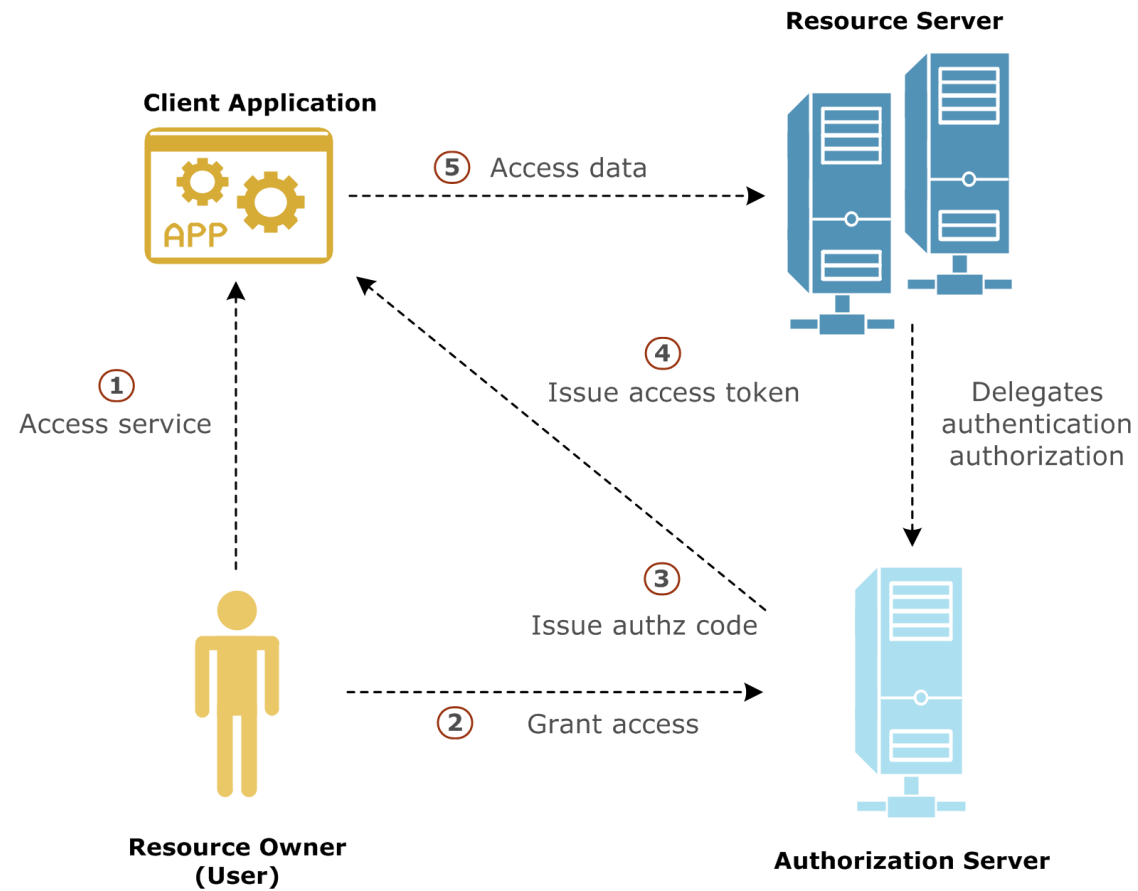 Resource Server
Client Application
APP
5 Access data
4
Issue access token
1
Access service
Delegates
authentication
authorization
3
Issue authz code
2 Grant access
Resource Owner
(User)
Authorization Server